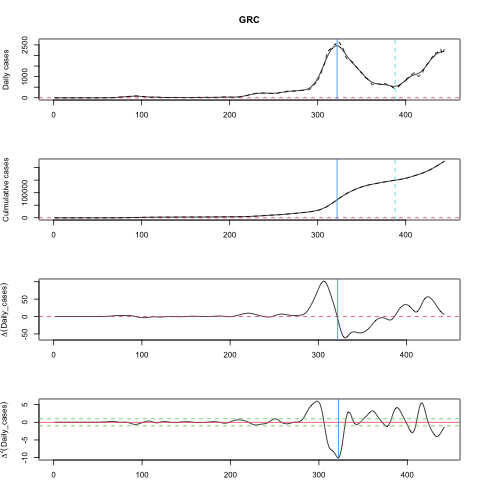 GRC
Daily cases
0 1000 2500
0 100 200 300 400
Culmulative cases
0 100000
0 100 200 300 400
Δ(Daily_cases)
-50 0 50
0 100 200 300 400
Δ²(Daily_cases)
-10 -5 0 5
0 100 200 300 400